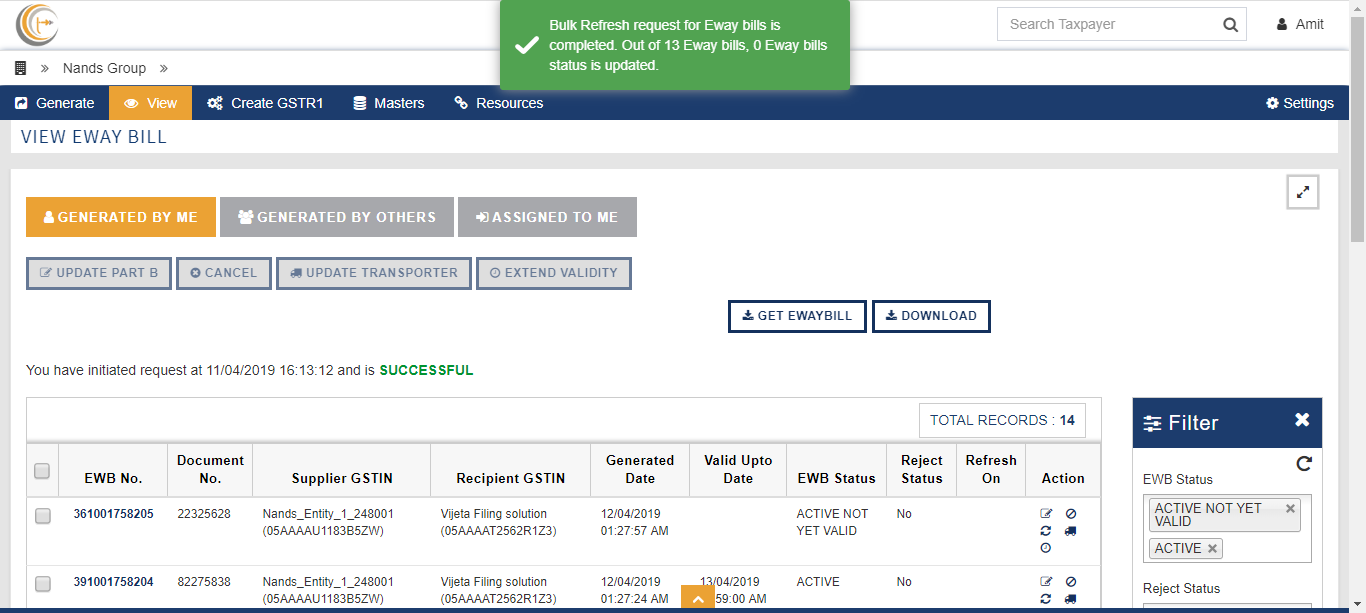 Bulk Refresh request for Eway bills is
completed. Out of 13 Eway bills, 0 Eway bills
status is updated.
Search Taxpayer
Amit
» Nands Group »
Generate View Create GSTR1 Masters Resources Settings
VIEW EWAY BILL
GENERATED BY ME GENERATED BY OTHERS ASSIGNED TO ME
UPDATE PART B CANCEL UPDATE TRANSPORTER EXTEND VALIDITY
GET EWAYBILL DOWNLOAD
You have initiated request at 11/04/2019 16:13:12 and is SUCCESSFUL
TOTAL RECORDS : 14
EWB No. Document No. Supplier GSTIN Recipient GSTIN Generated Date Valid Upto Date EWB Status Reject Status Refresh On Action
361001758205 22325628 Nands_Entity_1_248001 Vijeta Filing solution 12/04/2019 ACTIVE NOT No
(05AAAAU1183B5ZW) (05AAAAT2562R1Z3) 01:27:57 AM YET VALID
391001758204 82275838 Nands_Entity_1_248001 Vijeta Filing solution 12/04/2019 13/04/2019 ACTIVE No
(05AAAAU1183B5ZW) (05AAAAT2562R1Z3) 01:27:24 AM :59:00 AM
Filter
EWB Status
ACTIVE NOT YET
VALID
ACTIVE
Reject Status